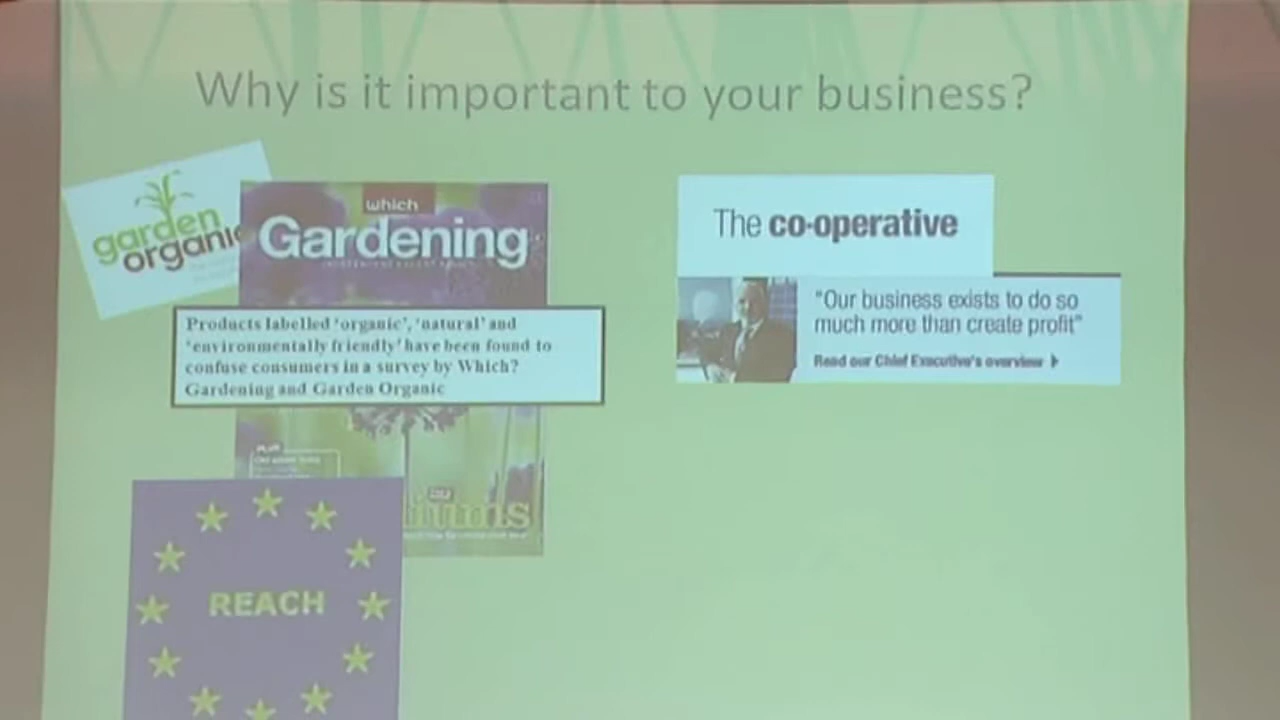 Why is it important to your business?
garden
organic
which
Gardening
Products labelled 'organic', 'natural' and
'environmentally friendly' have been found to
confuse consumers in a survey by Which?
Gardening and Garden Organic
PLUS
REACH
The co-operative
"Our business exists to do so
much more than create profit"
Read our Chief Executive's overview